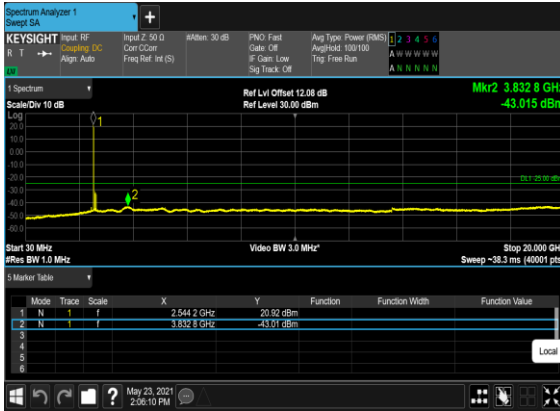 Spectrum Analyzer 1
Swept SA
+
KEYSIGHT Input: RF Input Z: 50 Ω #Atten: 30 dB PNO: Fast Avg Type: Power (RMS) 1 2 3 4 5 6
R T Coupling: DC Corr CCorr Gate: Off Avg|Hold: 100/100 A W W W W W
Align: Auto Freq Ref: Int (S) IF Gain: Low Trig: Free Run
Sig Track: Off A N N N N N
1 Spectrum
Ref Lvl Offset 12.08 dB Mkr2 3.832 8 GHz
Scale/Div 10 dB Ref Level 30.00 dBm -43.015 dBm
Log
20.0
10.0
0.00
-10.0
-20.0
-30.0
-40.0
-50.0
-60.0
1
2
DL1 -25.00 dBm
Start 30 MHz Video BW 3.0 MHz* Stop 20.000 GHz
#Res BW 1.0 MHz Sweep ~38.3 ms (40001 pts)
5 Marker Table
Mode Trace Scale X Y Function Function Width Function Value
1 N 1 f 2.544 2 GHz 20.92 dBm
2 N 1 f 3.832 8 GHz -43.01 dBm
3
4
5
6
Local
?
May 23, 2021
2:06:10 PM